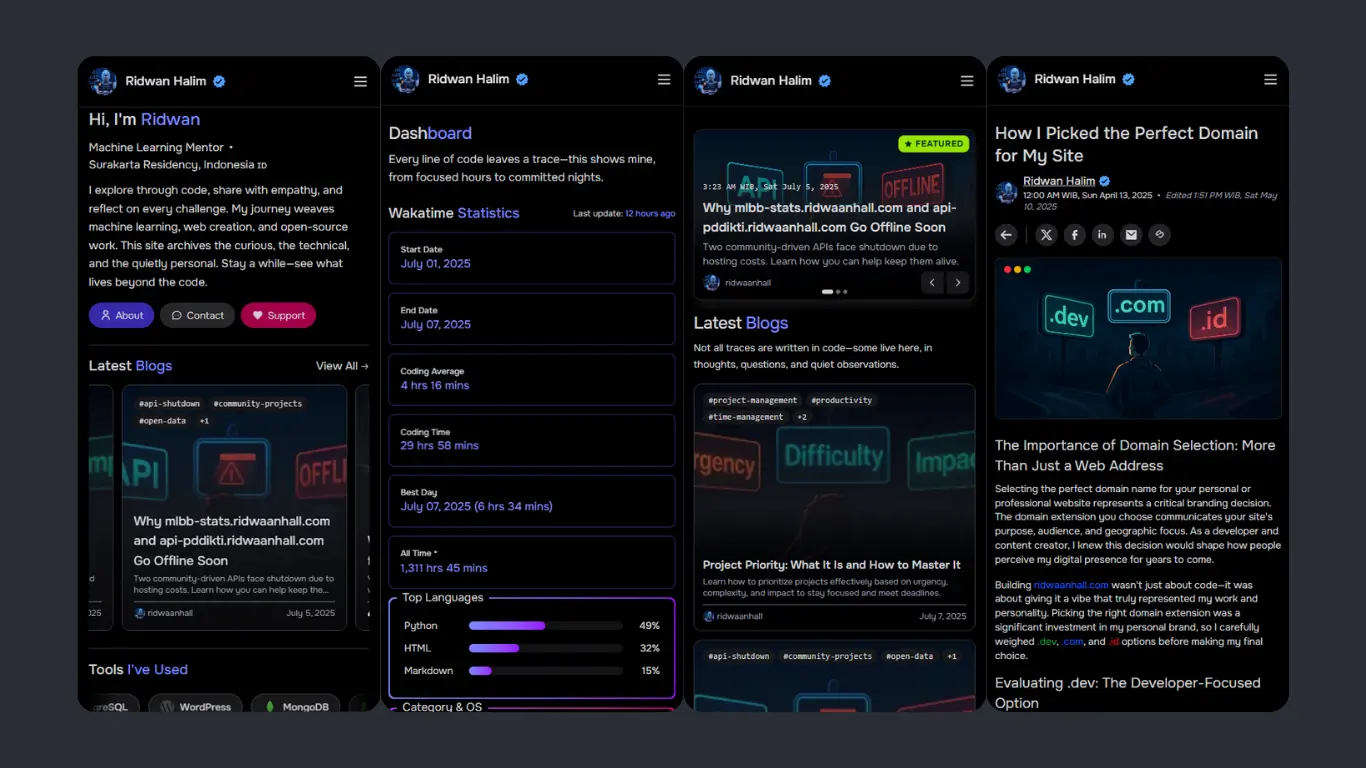 Ridwan Halim
Hi, I'm Ridwan
Machine Learning Mentor •
Surakarta Residency, Indonesia ID
I explore through code, share with empathy, and
reflect on every challenge. My journey weaves
machine learning, web creation, and open-source
work. This site archives the curious, the technical,
and the quietly personal. Stay a while—see what
lives beyond the code.
About
Contact
Support
Latest Blogs
View All →
#api-shutdown #community-projects
#open-data +1
API
OFFL
Why mlbb-stats.ridwaanhall.com
and api-pddikti.ridwaanhall.com
Go Offline Soon
Two community-driven APIs face shutdown due to
hosting costs. Learn how you can help keep the...
ridwaanhall
July 5, 2025
d
025
Tools I've Used
greSQL
WordPress
MongoDB
Ridwan Halim
Dashboard
Every line of code leaves a trace—this shows mine,
from focused hours to committed nights.
Wakatime Statistics
Last update: 12 hours ago
Start Date
July 01, 2025
End Date
July 07, 2025
Coding Average
4 hrs 16 mins
Coding Time
29 hrs 58 mins
Best Day
July 07, 2025 (6 hrs 34 mins)
All Time *
1,311 hrs 45 mins
Top Languages
Python 49%
HTML 32%
Markdown 15%
Category & OS
Ridwan Halim
★ FEATURED
API
OFFLINE
3:23 AM WIB, Sat July 5, 2025
Why mlbb-stats.ridwaanhall.com and api-
pddikti.ridwaanhall.com Go Offline Soon
Two community-driven APIs face shutdown due to
hosting costs. Learn how you can help keep them alive.
ridwaanhall
Latest Blogs
Not all traces are written in code—some live here, in
thoughts, questions, and quiet observations.
#project-management #productivity
#time-management +2
rgency
Difficulty
Impac
Project Priority: What It Is and How to Master It
Learn how to prioritize projects effectively based on urgency,
complexity, and impact to stay focused and meet deadlines.
ridwaanhall
July 7, 2025
#api-shutdown #community-projects #open-data +1
Ridwan Halim
How I Picked the Perfect Domain
for My Site
Ridwan Halim
12:00 AM WIB, Sun April 13, 2025 • Edited 1:51 PM WIB, Sat May
10, 2025
.dev
.com
.id
The Importance of Domain Selection: More
Than Just a Web Address
Selecting the perfect domain name for your personal or
professional website represents a critical branding decision.
The domain extension you choose communicates your site's
purpose, audience, and geographic focus. As a developer and
content creator, I knew this decision would shape how people
perceive my digital presence for years to come.
Building ridwaanhall.com wasn't just about code—it was
about giving it a vibe that truly represented my work and
personality. Picking the right domain extension was a
significant investment in my personal brand, so I carefully
weighed .dev, .com, and .id options before making my final
choice.
Evaluating .dev: The Developer-Focused
Option